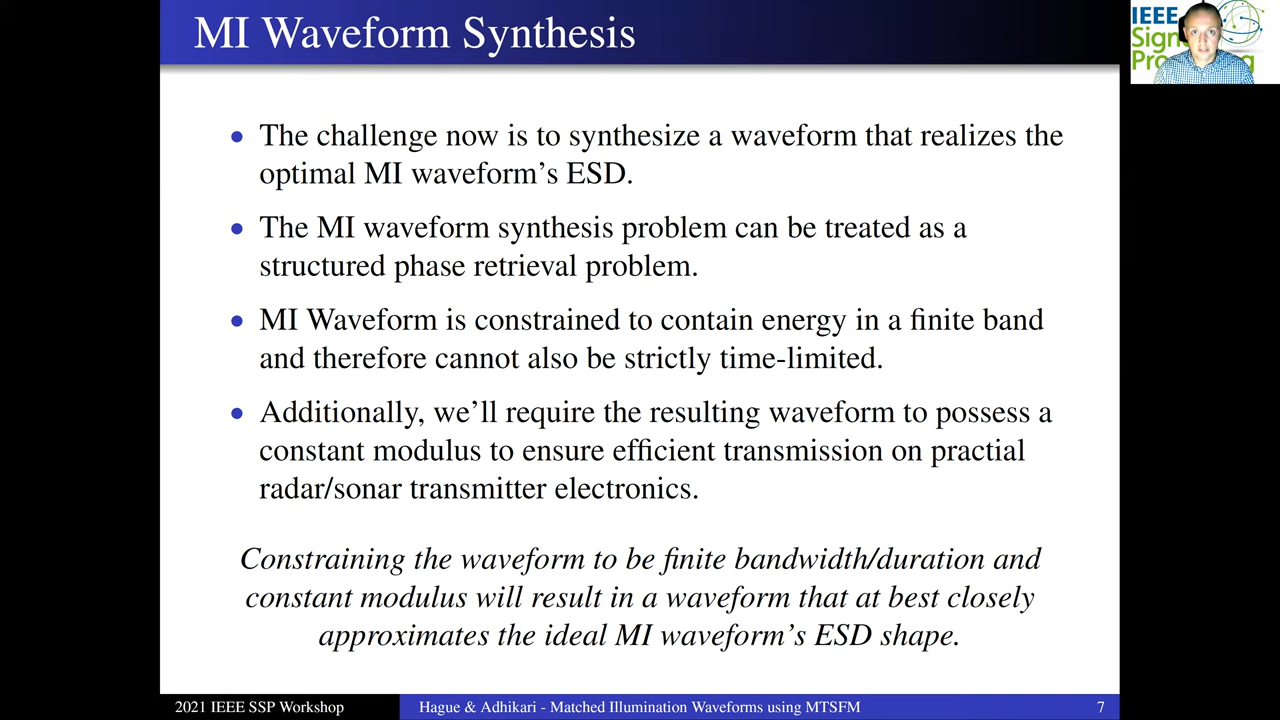 MI Waveform Synthesis
IEEE
Sign
Pro ng
• The challenge now is to synthesize a waveform that realizes the
optimal MI waveform's ESD.
• The MI waveform synthesis problem can be treated as a
structured phase retrieval problem.
• MI Waveform is constrained to contain energy in a finite band
and therefore cannot also be strictly time-limited.
• Additionally, we'll require the resulting waveform to possess a
constant modulus to ensure efficient transmission on practial
radar/sonar transmitter electronics.
Constraining the waveform to be finite bandwidth/duration and
constant modulus will result in a waveform that at best closely
approximates the ideal MI waveform's ESD shape.
2021 IEEE SSP Workshop
Hague & Adhikari - Matched Illumination Waveforms using MTSFM
7